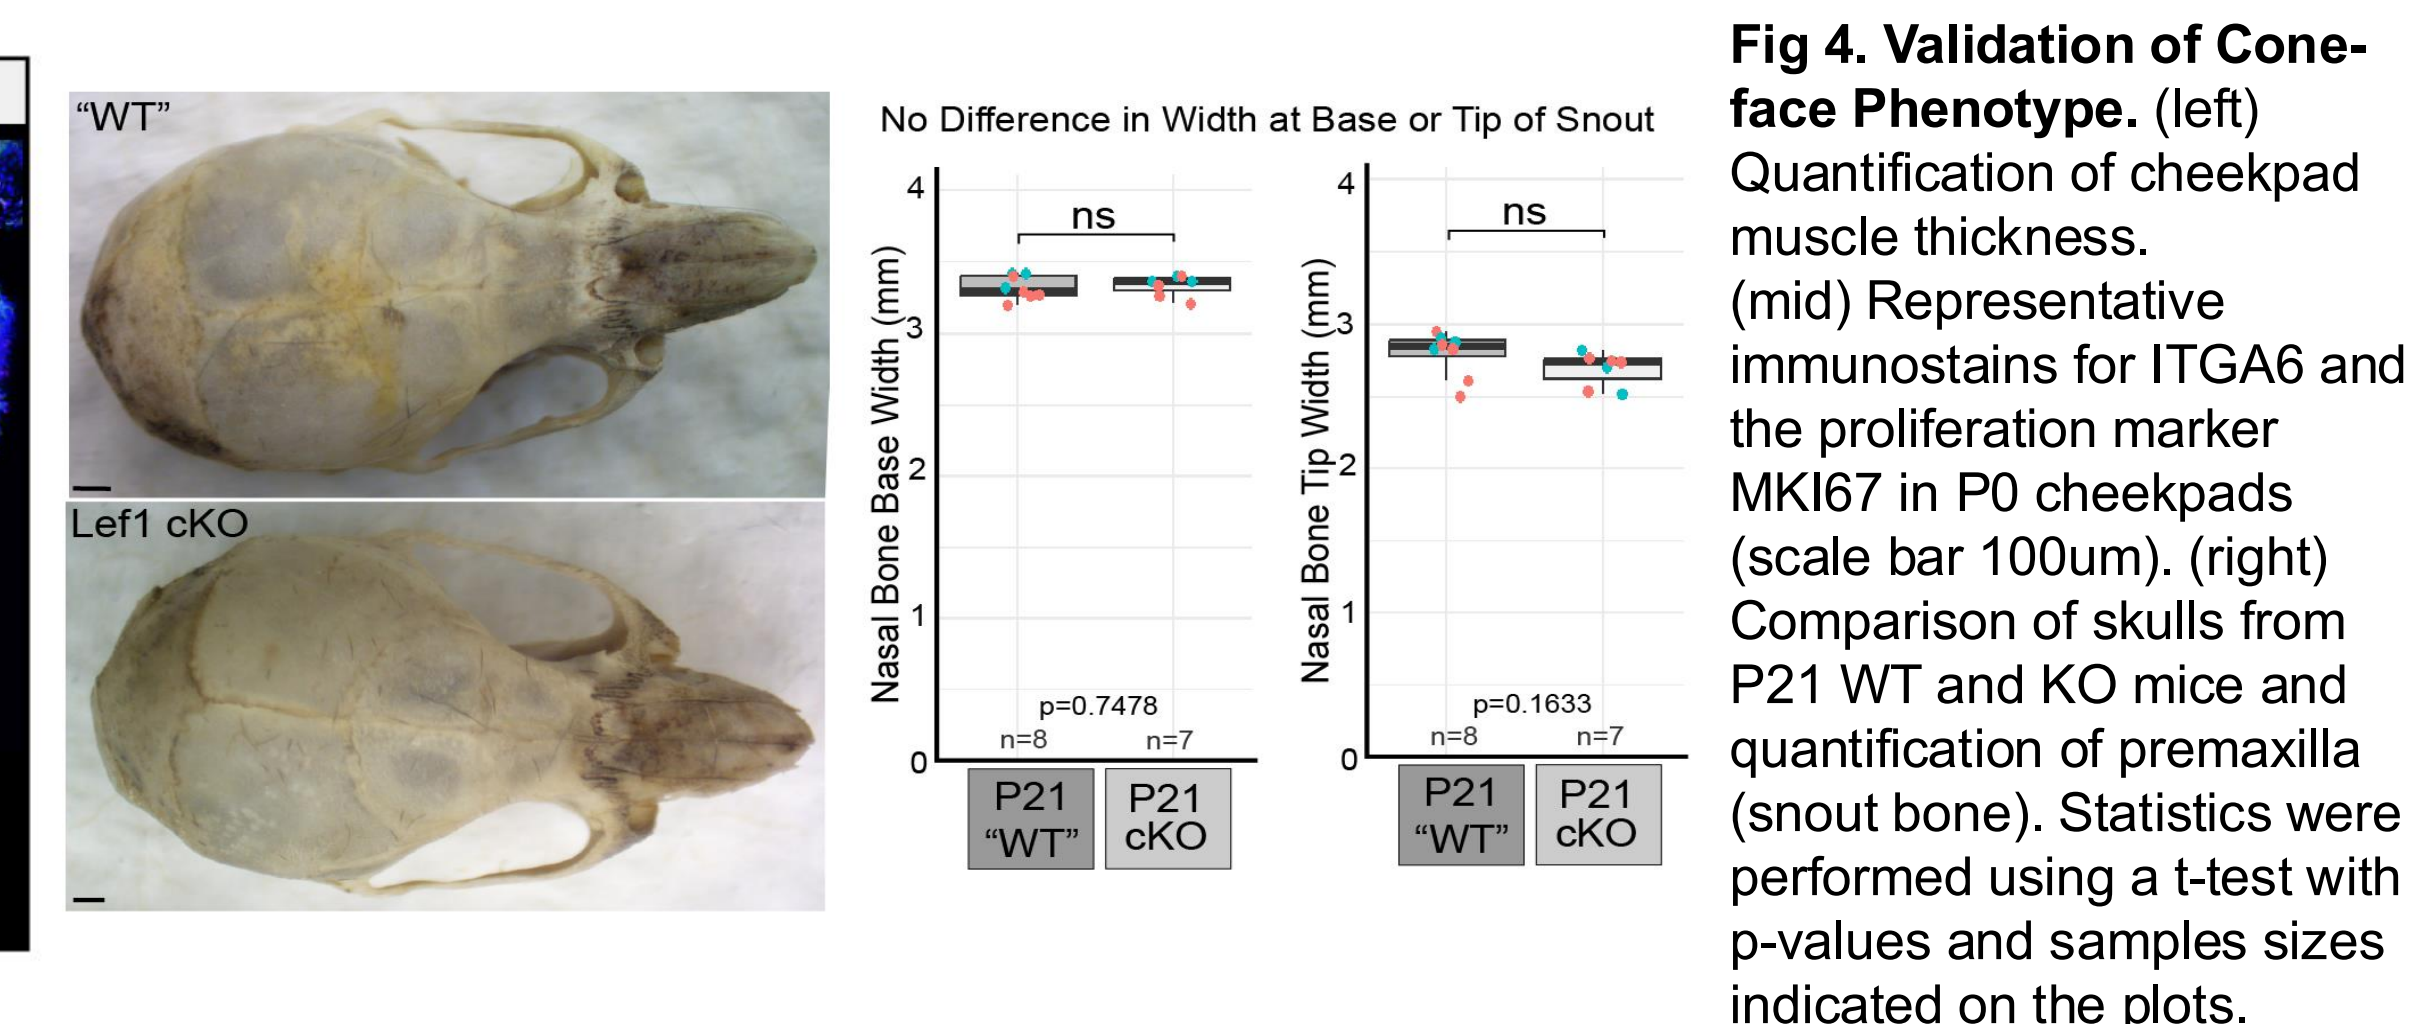 “WT”
Lef1 cKO
No Difference in Width at Base or Tip of Snout
Nasal Bone Base Width (mm)
4
3
2
1
0
ns
p=0.7478
n=8
n=7
P21
“WT”
P21
cKO
Nasal Bone Tip Width (mm)
4
3
2
1
0
ns
p=0.1633
n=8
n=7
P21
“WT”
P21
cKO
Fig 4. Validation of Cone-
face Phenotype. (left)
Quantification of cheekpad
muscle thickness.
(mid) Representative
immunostains for ITGA6 and
the proliferation marker
MKI67 in P0 cheekpads
(scale bar 100um). (right)
Comparison of skulls from
P21 WT and KO mice and
quantification of premaxilla
(snout bone). Statistics were
performed using a t-test with
p-values and samples sizes
indicated on the plots.